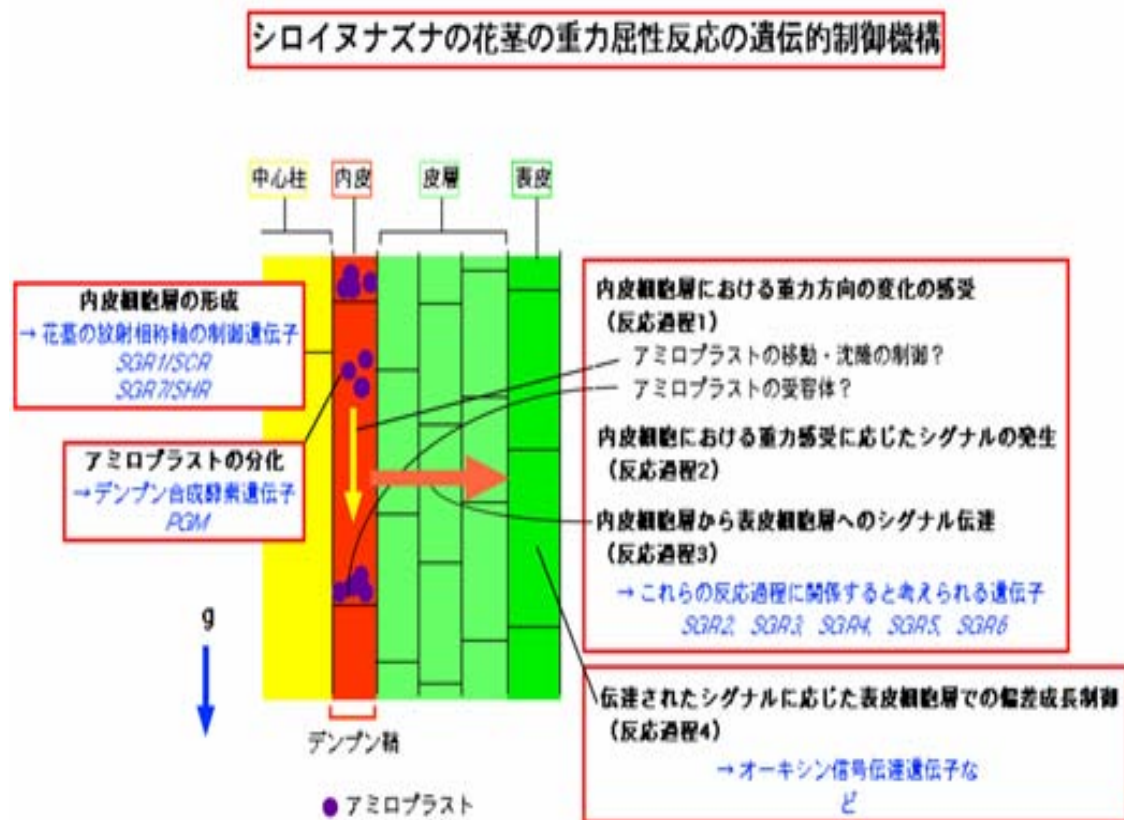 シロイヌナズナの花茎の重力屈性反応の遺伝的制御機構
中心柱
内皮
皮層
表皮
内皮細胞層の形成
→ 花茎の放射相称軸の制御遺伝子
SGR1/SCR
SGR7/SHR
アミロプラストの分化
→ デンプン合成酵素遺伝子
PGM
g
デンプン鞘
アミロプラスト
内皮細胞層における重力方向の変化の感受
(反応過程1)
アミロプラストの移動・沈降の制御?
アミロプラストの受容体?
内皮細胞における重力感受に応じたシグナルの発生
(反応過程2)
内皮細胞層から表皮細胞層へのシグナル伝達
(反応過程3)
→ これらの反応過程に関係すると考えられる遺伝子
SGR2, SGR3, SGR4, SGR5, SGR6
伝達されたシグナルに応じた表皮細胞層での偏差成長制御
(反応過程4)
→ オーキシン信号伝達遺伝子な
ど